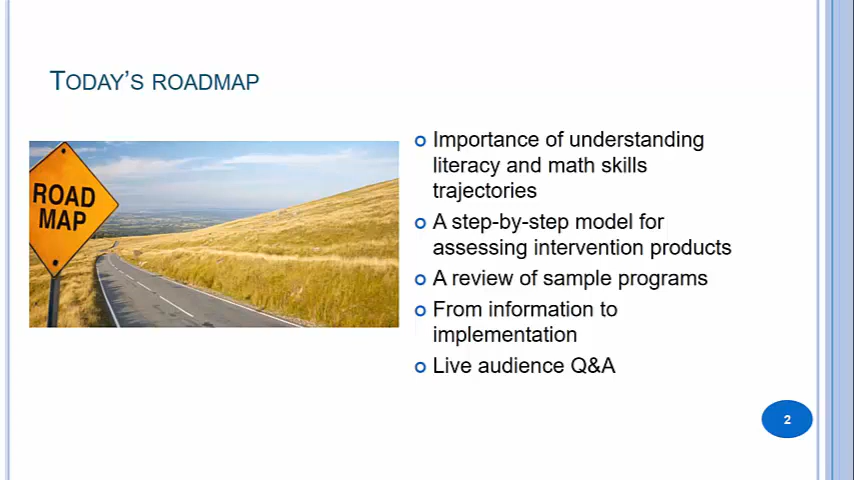 TODAY'S ROADMAP
ROAD
MAP
Importance of understanding
literacy and math skills
trajectories
A step-by-step model for
assessing intervention products
A review of sample programs
From information to
implementation
Live audience Q&A
2